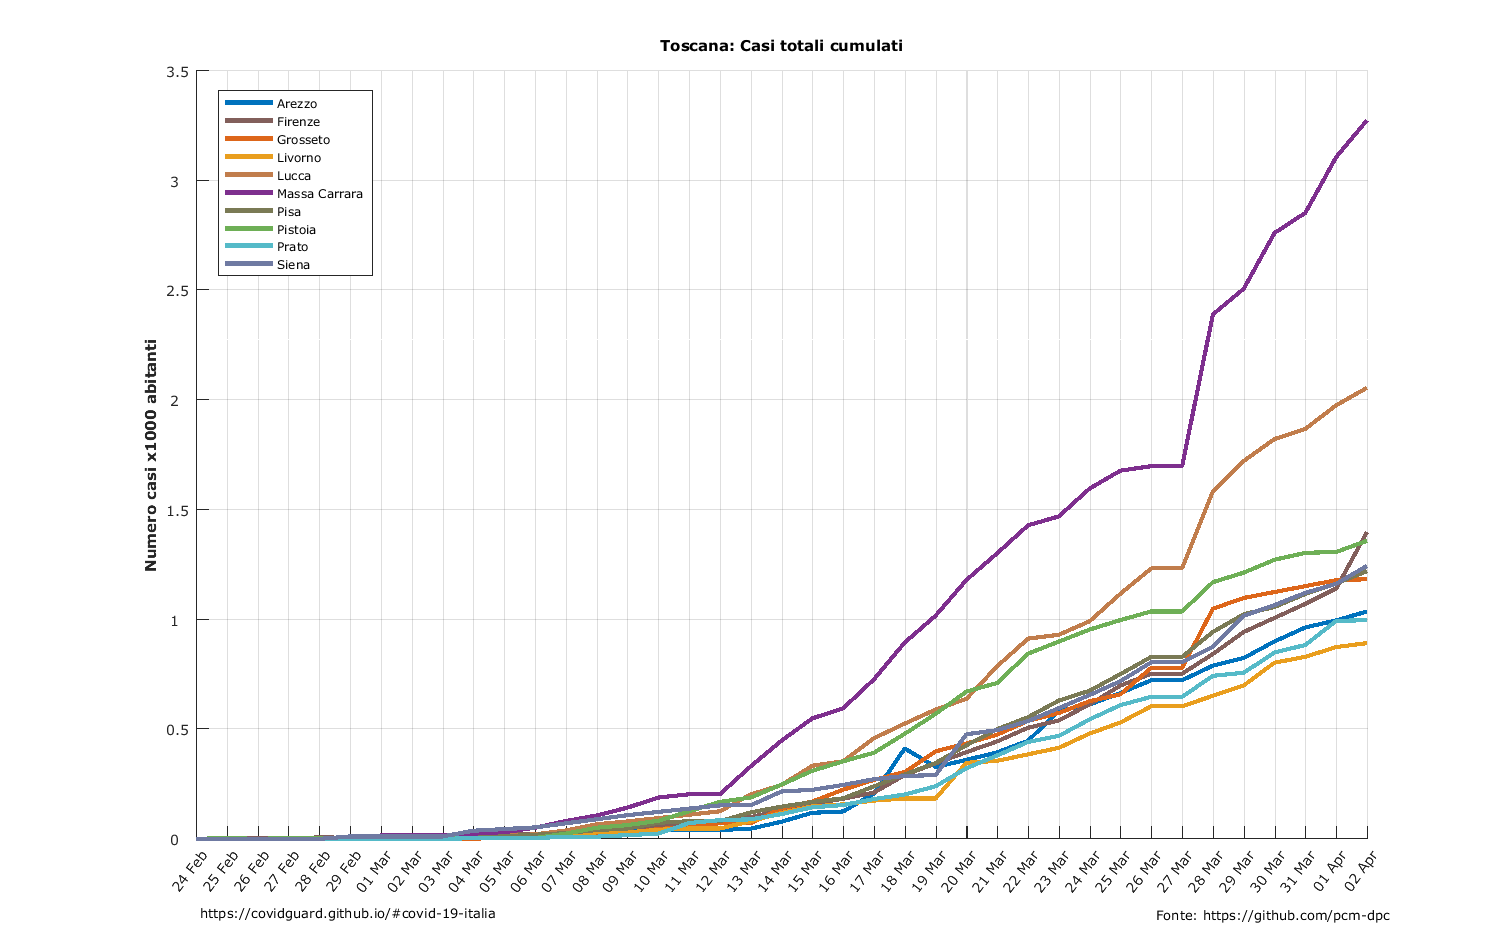 Toscana: Casi totali cumulati
Numero casi x1000 abitanti
3.5
3
2.5
2
1.5
1
0.5
0
Arezzo
Firenze
Grosseto
Livorno
Lucca
Massa Carrara
Pisa
Pistoia
Prato
Siena
24 Feb
25 Feb
26 Feb
27 Feb
28 Feb
29 Feb
01 Mar
02 Mar
03 Mar
04 Mar
05 Mar
06 Mar
07 Mar
08 Mar
09 Mar
10 Mar
11 Mar
12 Mar
13 Mar
14 Mar
15 Mar
16 Mar
17 Mar
18 Mar
19 Mar
20 Mar
21 Mar
22 Mar
23 Mar
24 Mar
25 Mar
26 Mar
27 Mar
28 Mar
29 Mar
30 Mar
31 Mar
01 Apr
02 Apr
https://covidguard.github.io/#covid-19-italia
Fonte: https://github.com/pcm-dpc